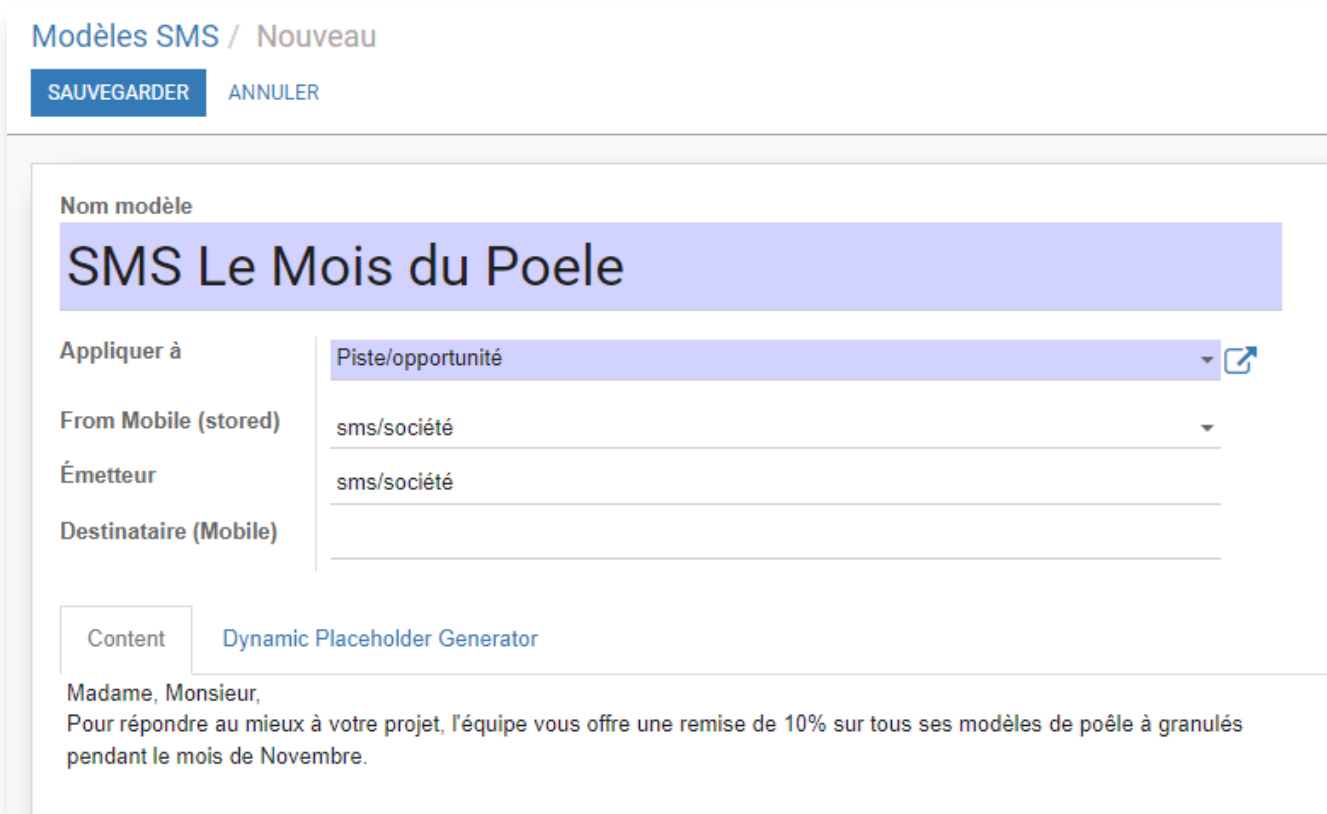 Modèles SMS / Nouveau
SAUVEGARDER ANNULER
Nom modèle
SMS Le Mois du Poele
Appliquer à Piste/opportunité
From Mobile (stored) sms/société
Émetteur sms/société
Destinataire (Mobile)
Content Dynamic Placeholder Generator
Madame, Monsieur,
Pour répondre au mieux à votre projet, l'équipe vous offre une remise de 10% sur tous ses modèles de poêle à granulés
pendant le mois de Novembre.